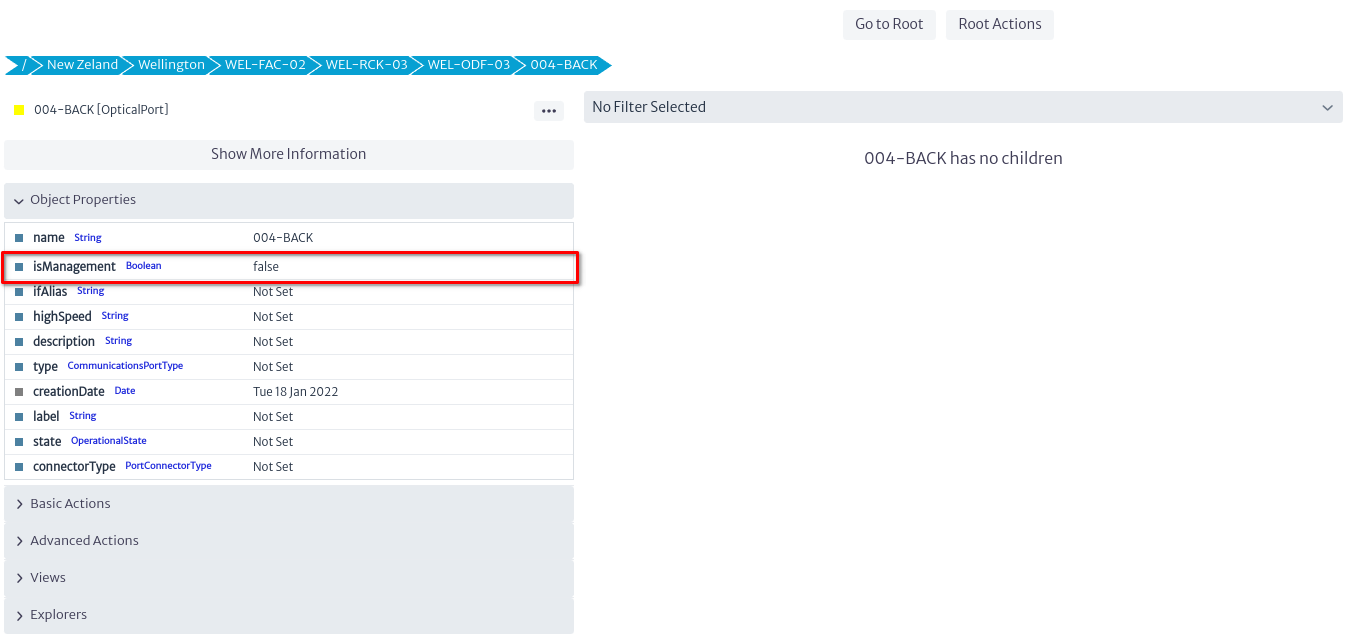 Go to Root Root Actions
/ New Zeland Wellington WEL-FAC-02 WEL-RCK-03 WEL-ODF-03 004-BACK
004-BACK [OpticalPort] •••
No Filter Selected
Show More Information
004-BACK has no children
Object Properties
name String 004-BACK
isManagement Boolean false
ifAlias String Not Set
highSpeed String Not Set
description String Not Set
type CommunicationsPortType Not Set
creationDate Date Tue 18 Jan 2022
label String Not Set
state OperationalState Not Set
connectorType PortConnectorType Not Set
Basic Actions
Advanced Actions
Views
Explorers